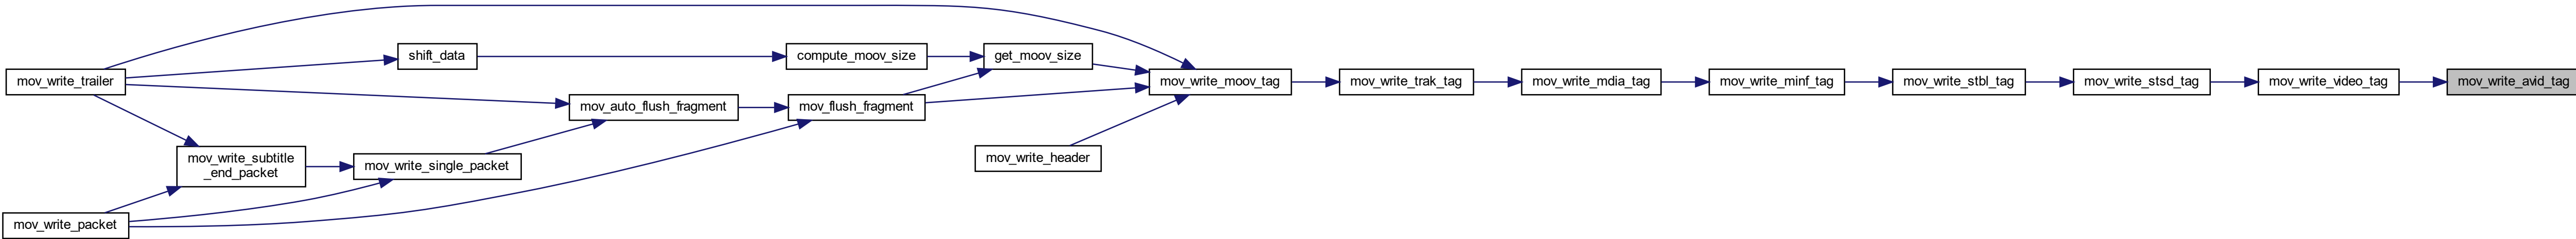 mov_write_trailer
shift_data
compute_moov_size
get_moov_size
mov_auto_flush_fragment
mov_flush_fragment
mov_write_subtitle
_end_packet
mov_write_single_packet
mov_write_packet
mov_write_header
mov_write_moov_tag
mov_write_trak_tag
mov_write_mdia_tag
mov_write_minf_tag
mov_write_stbl_tag
mov_write_stsd_tag
mov_write_video_tag
mov_write_avid_tag